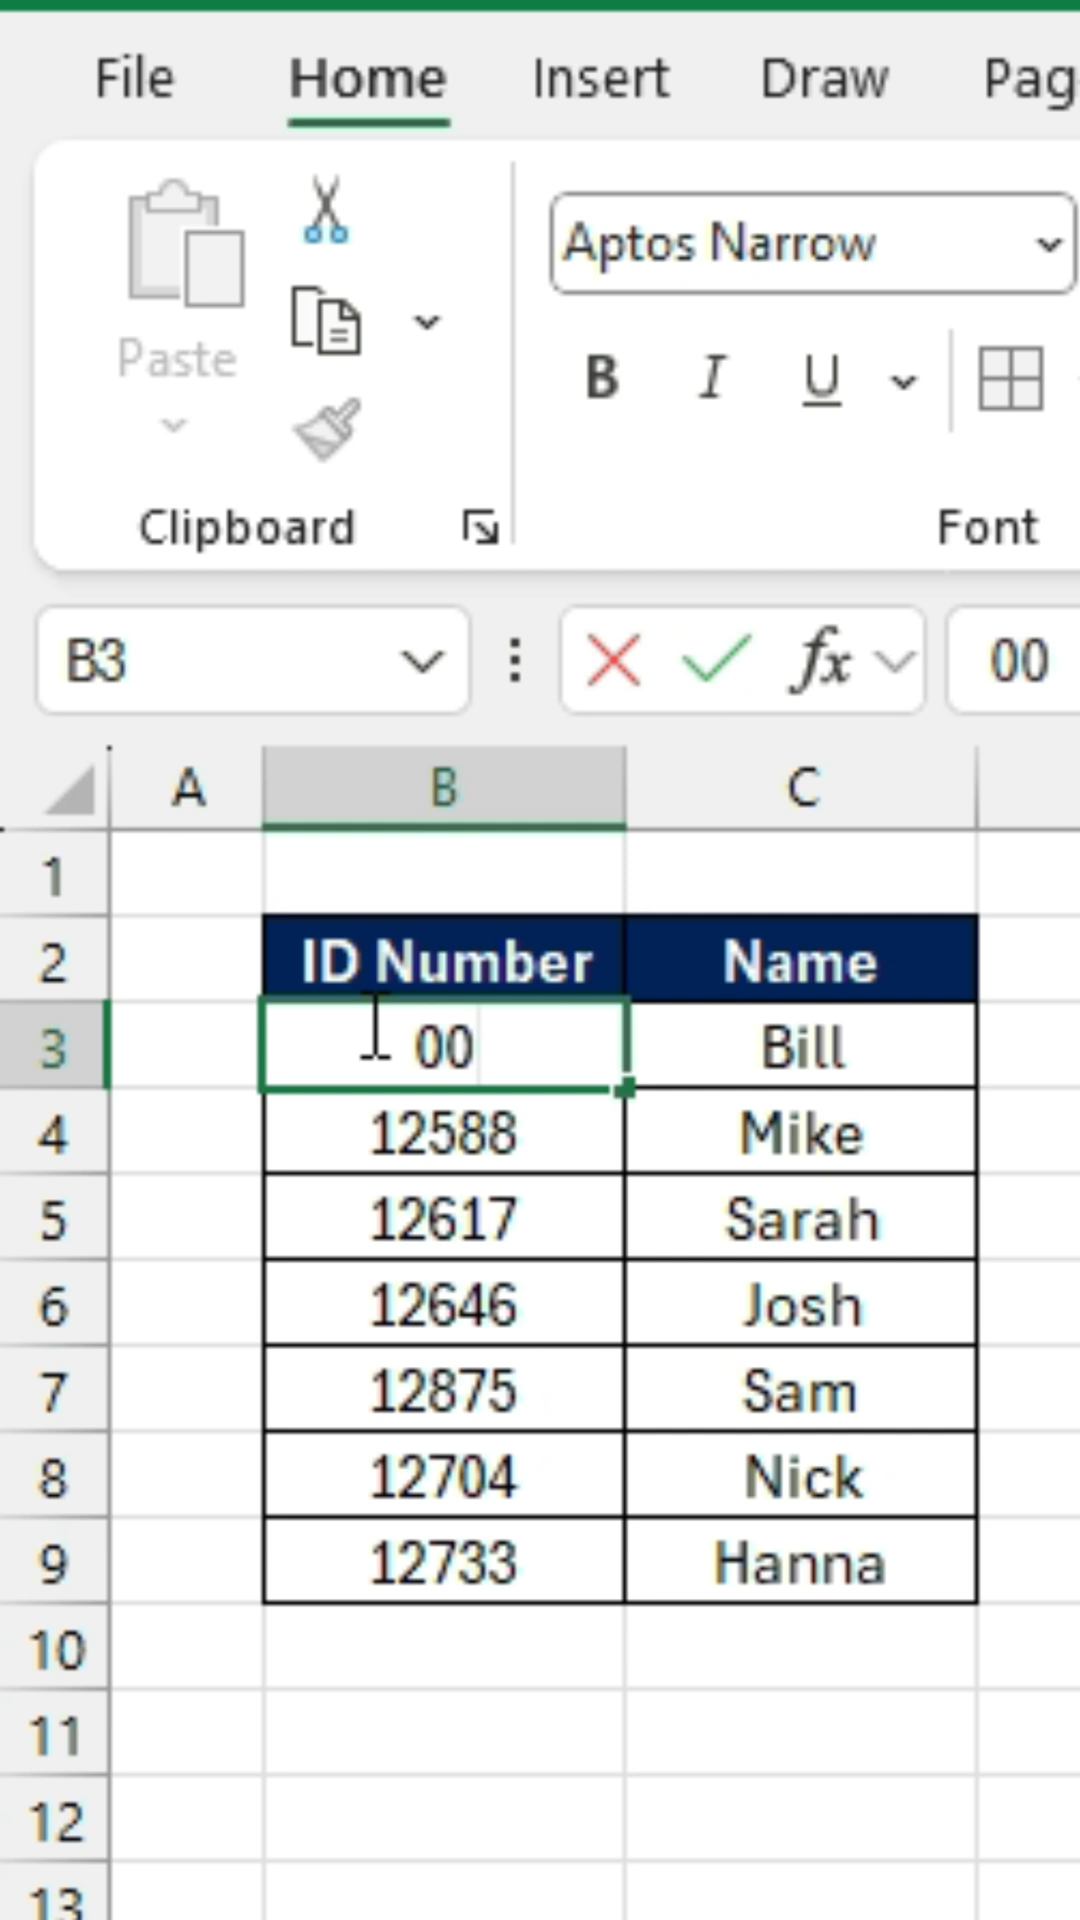 File Home Insert Draw Pag
Aptos Narrow
Paste
B I U
Clipboard Font
B3 fx 00
A B C
1
2 ID Number Name
3 00 Bill
4 12588 Mike
5 12617 Sarah
6 12646 Josh
7 12875 Sam
8 12704 Nick
9 12733 Hanna
10
11
12
13